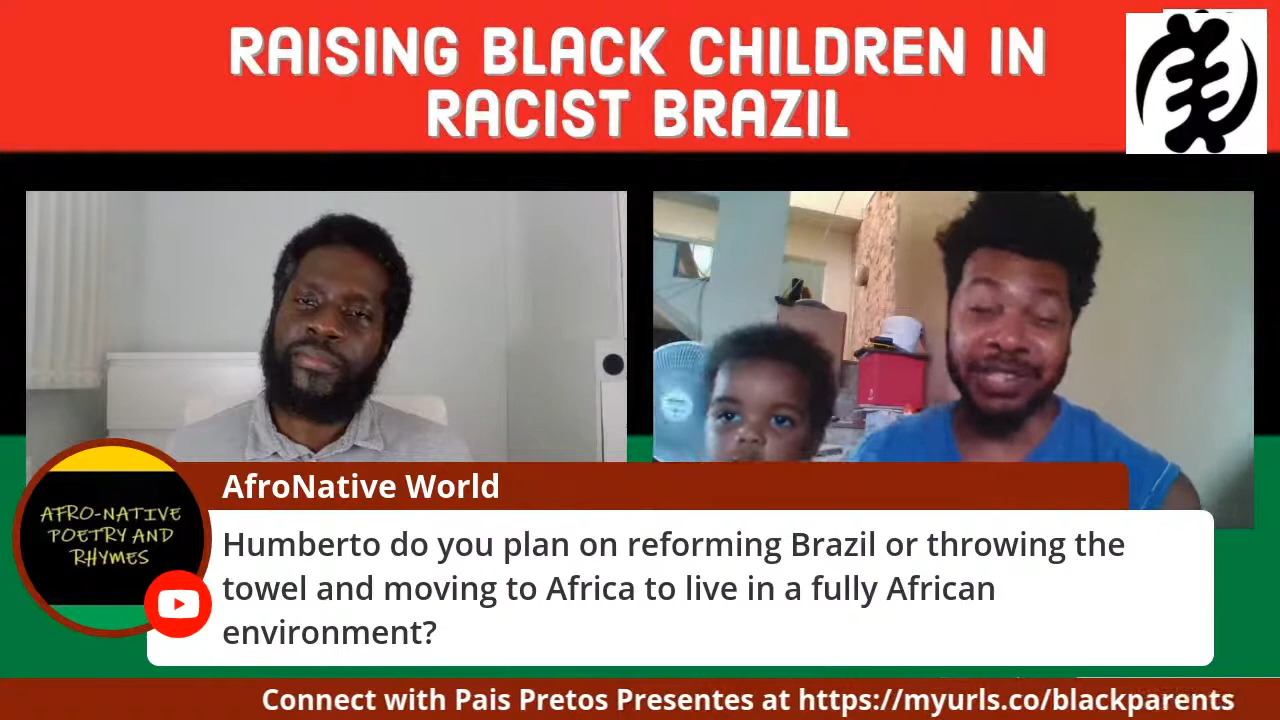 RAISING BLACK CHILDREN IN
RACIST BRAZIL
AfroNative World
AFRO-NATIVE
POETRY AND
RHYMES
Humberto do you plan on reforming Brazil or throwing the
towel and moving to Africa to live in a fully African
environment?
Connect with Pais Pretos Presentes at https://myurls.co/blackparents